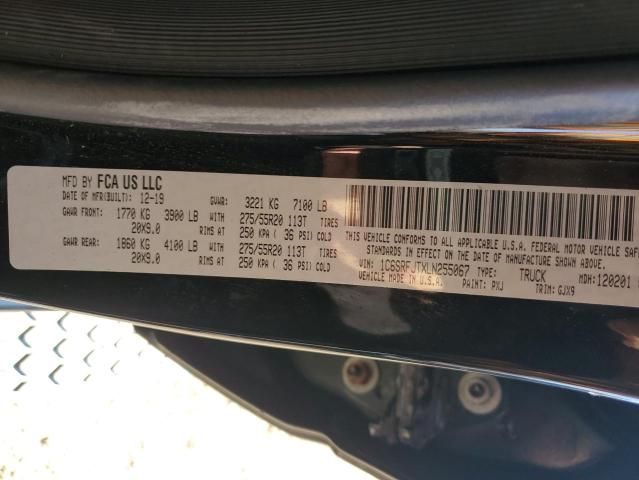 MFD BY FCA US LLC
DATE OF MFR(BUILT): 12-19 GVWR: 3221 KG 7100 LB
GAWR FRONT: 1770 KG 3900 LB WITH 275/55R20 113T TIRES
20X9.0 RIMS AT 250 KPA ( 36 PSI) COLD
GAWR REAR: 1860 KG 4100 LB WITH 275/55R20 113T TIRES
20X9.0 RIMS AT 250 KPA ( 36 PSI) COLD
THIS VEHICLE CONFORMS TO ALL APPLICABLE U.S.A. FEDERAL MOTOR VEHICLE SAFE
STANDARDS IN EFFECT ON THE DATE OF MANUFACTURE SHOWN ABOVE.
VIN: 1C6SRFJTXLN255067 TYPE: TRUCK MDH: 120201
MADE IN U.S.A. PAINT: PXJ TRIM: GJX9